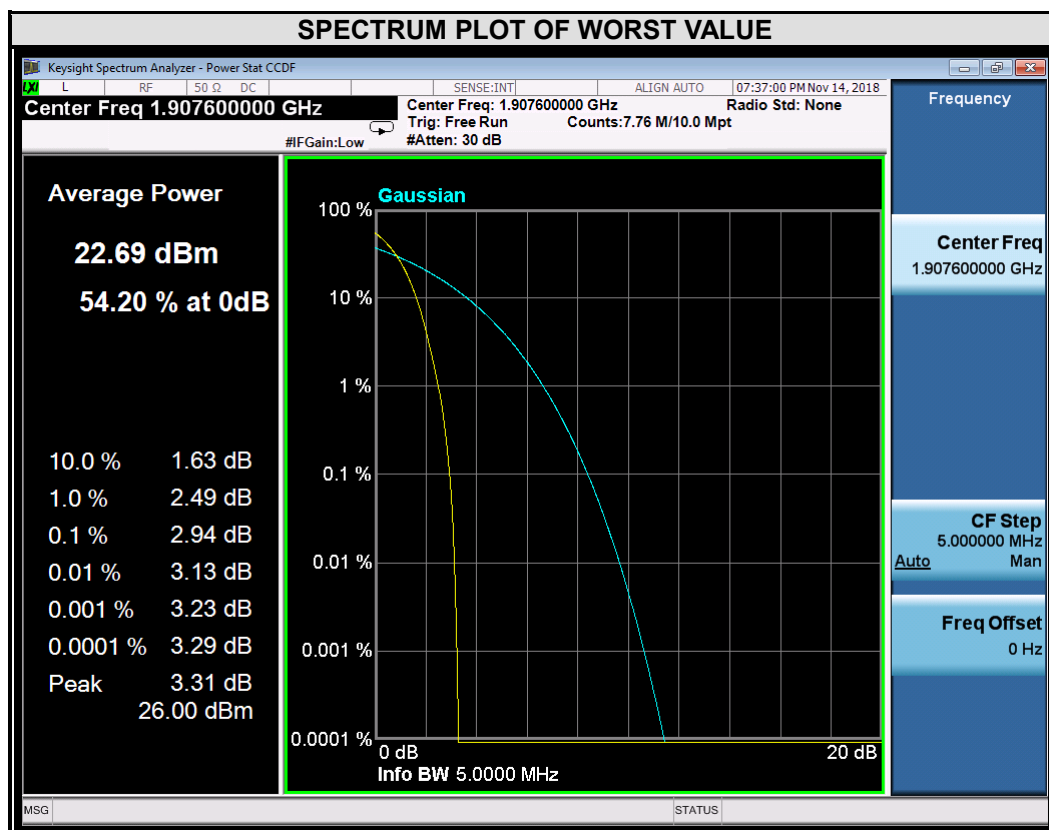 SPECTRUM PLOT OF WORST VALUE
Keysight Spectrum Analyzer - Power Stat CCDF
LXI L RF 50 Ω DC SENSE:INT ALIGN AUTO 07:37:00 PM Nov 14, 2018
Center Freq 1.907600000 GHz
Center Freq: 1.907600000 GHz Radio Std: None
Trig: Free Run Counts:7.76 M/10.0 Mpt
#IFGain:Low #Atten: 30 dB
Average Power
22.69 dBm
54.20 % at 0dB
10.0 % 1.63 dB
1.0 % 2.49 dB
0.1 % 2.94 dB
0.01 % 3.13 dB
0.001 % 3.23 dB
0.0001 % 3.29 dB
Peak 3.31 dB
26.00 dBm
Gaussian
100 %
10 %
1 %
0.1 %
0.01 %
0.001 %
0.0001 %
0 dB 20 dB
Info BW 5.0000 MHz
Frequency
Center Freq
1.907600000 GHz
CF Step
5.000000 MHz
Auto Man
Freq Offset
0 Hz
MSG STATUS